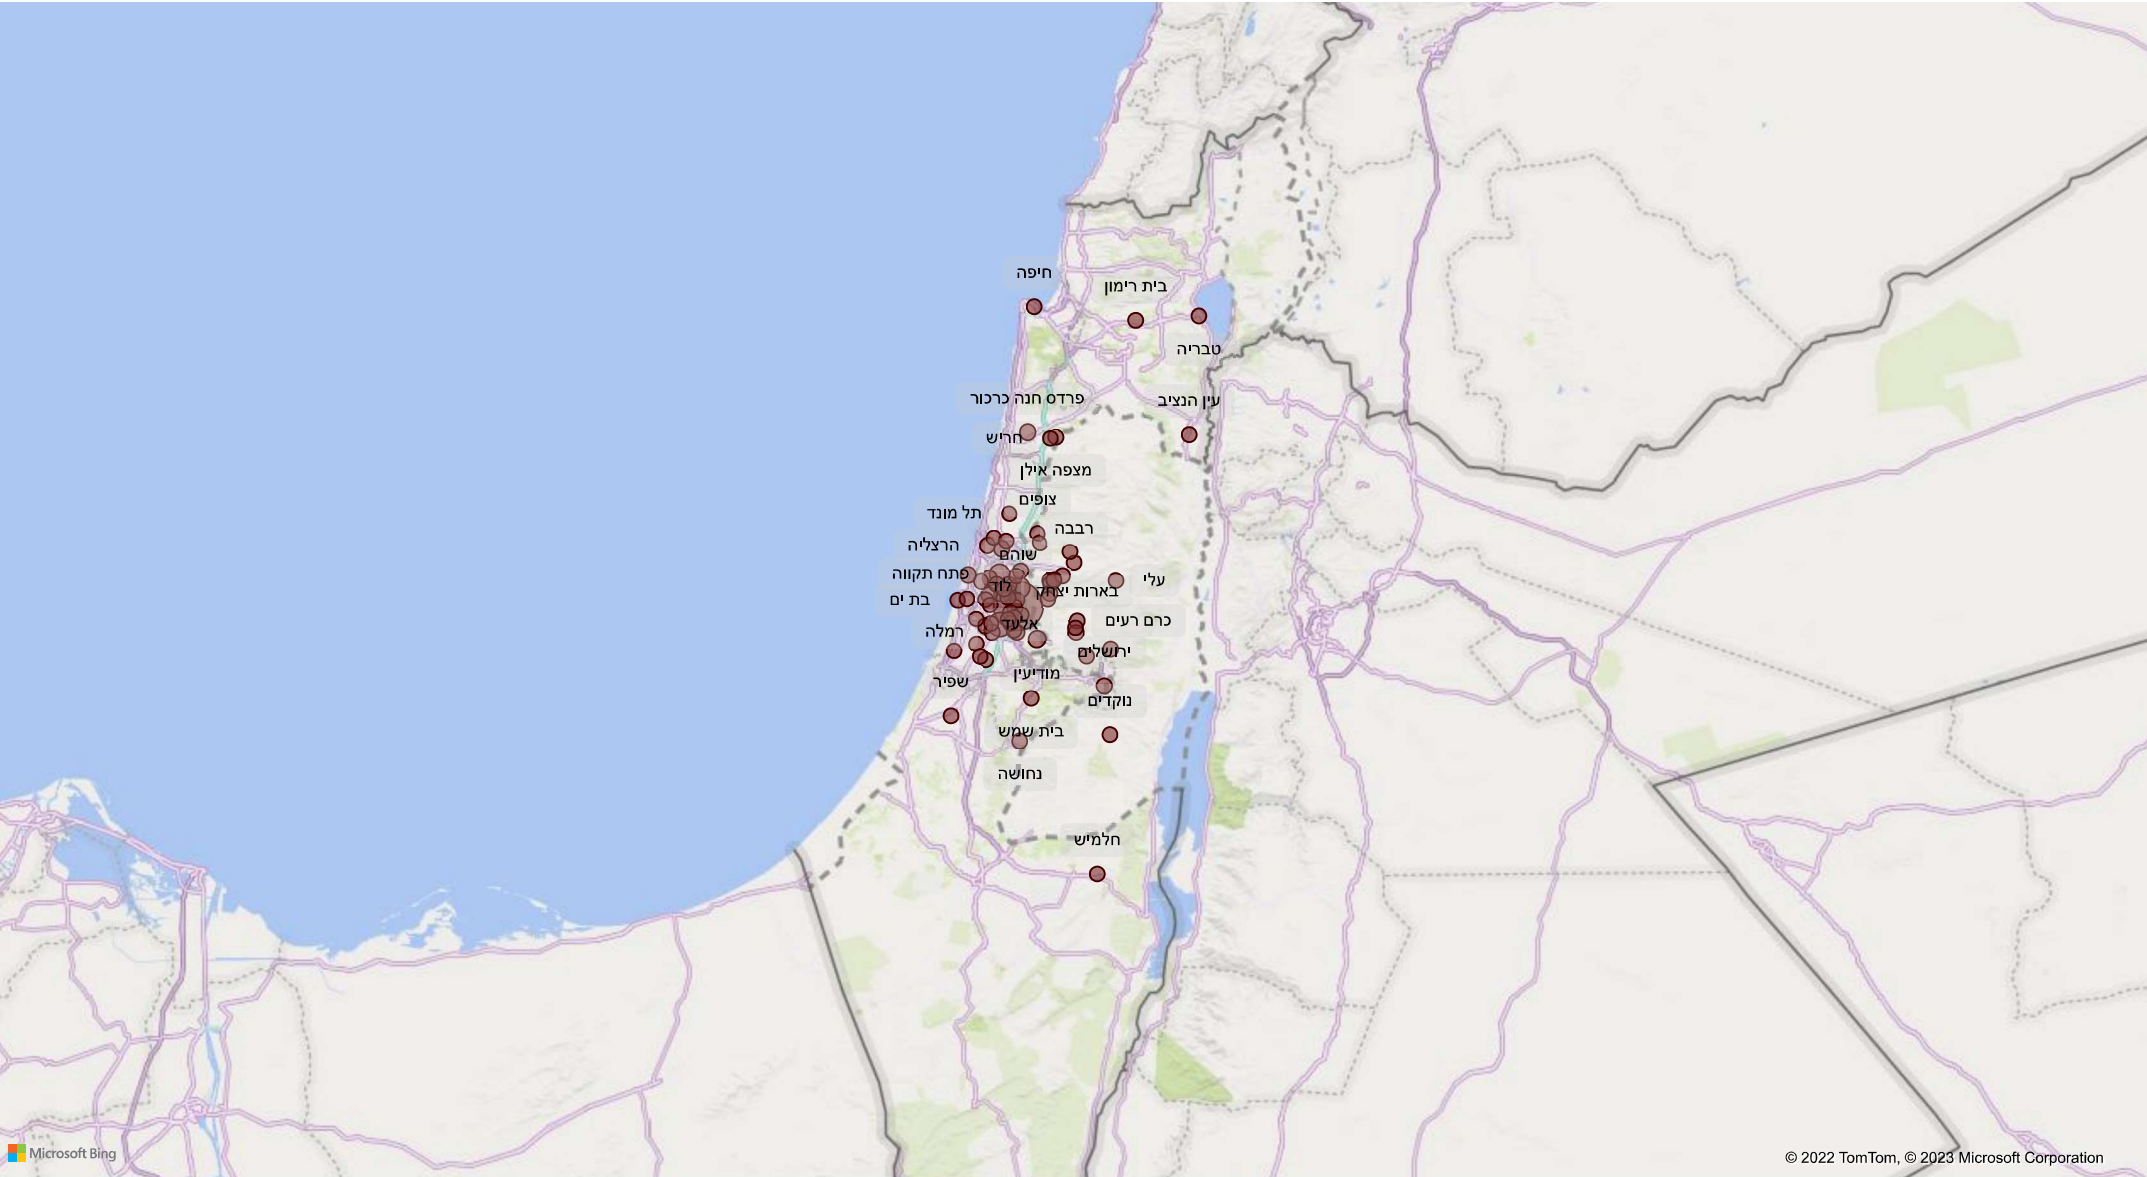 חיפה
בית רימון
טבריה
פרדס חנה כרכור
עין הנציב
חריש
מצפה אילן
צופים
תל מונד
רבבה
הרצליה
שוהם
פתח תקווה
עלי
לוד
בארות יצחק
בת ים
כרם רעים
אלעד
רמלה
ירושלים
מודיעין
שפיר
נוקדים
בית שמש
נחושה
חלמיש
Microsoft Bing
© 2022 TomTom, © 2023 Microsoft Corporation